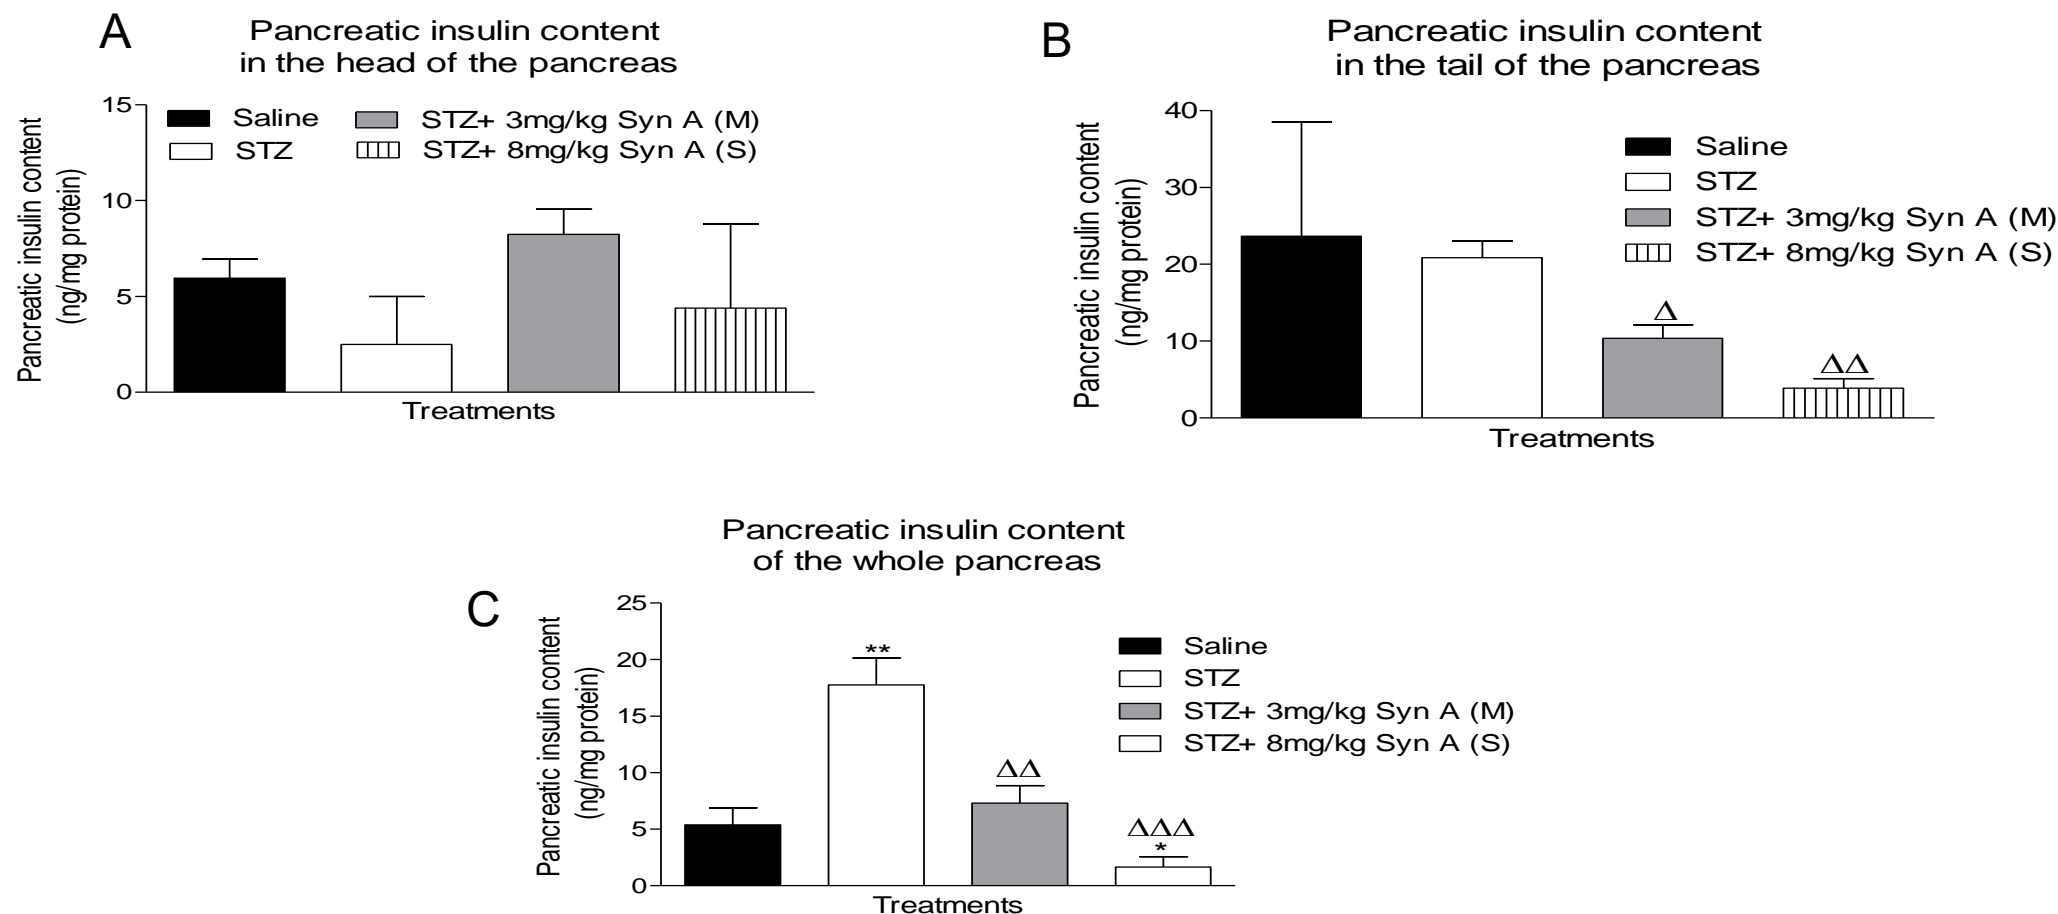 A
Pancreatic insulin content
in the head of the pancreas
Pancreatic insulin content
(ng/mg protein)
15
10
5
0
Saline
STZ
STZ+ 3mg/kg Syn A (M)
STZ+ 8mg/kg Syn A (S)
Treatments
B
Pancreatic insulin content
in the tail of the pancreas
Pancreatic insulin content
(ng/mg protein)
40
30
20
10
0
Saline
STZ
STZ+ 3mg/kg Syn A (M)
STZ+ 8mg/kg Syn A (S)
Δ
ΔΔ
Treatments
C
Pancreatic insulin content
of the whole pancreas
Pancreatic insulin content
(ng/mg protein)
25
20
15
10
5
0
**
ΔΔ
ΔΔΔ
*
Saline
STZ
STZ+ 3mg/kg Syn A (M)
STZ+ 8mg/kg Syn A (S)
Treatments